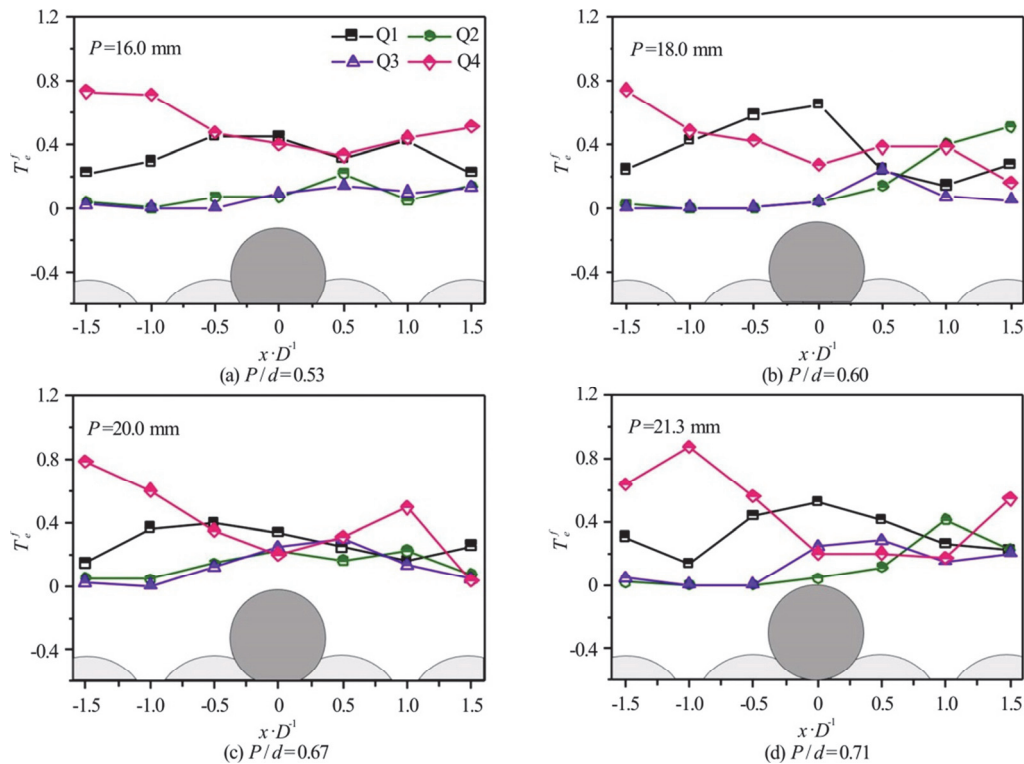 1.2
0.8
0.4
0
-0.4
T_e^f
P=16.0 mm
Q1 Q2
Q3 Q4
-1.5 -1.0 -0.5 0 0.5 1.0 1.5
x·D⁻¹
(a) P/d=0.53
1.2
0.8
0.4
0
-0.4
T_e^f
P=18.0 mm
-1.5 -1.0 -0.5 0 0.5 1.0 1.5
x·D⁻¹
(b) P/d=0.60
1.2
0.8
0.4
0
-0.4
T_e^f
P=20.0 mm
-1.5 -1.0 -0.5 0 0.5 1.0 1.5
x·D⁻¹
(c) P/d=0.67
1.2
0.8
0.4
0
-0.4
T_e^f
P=21.3 mm
-1.5 -1.0 -0.5 0 0.5 1.0 1.5
x·D⁻¹
(d) P/d=0.71